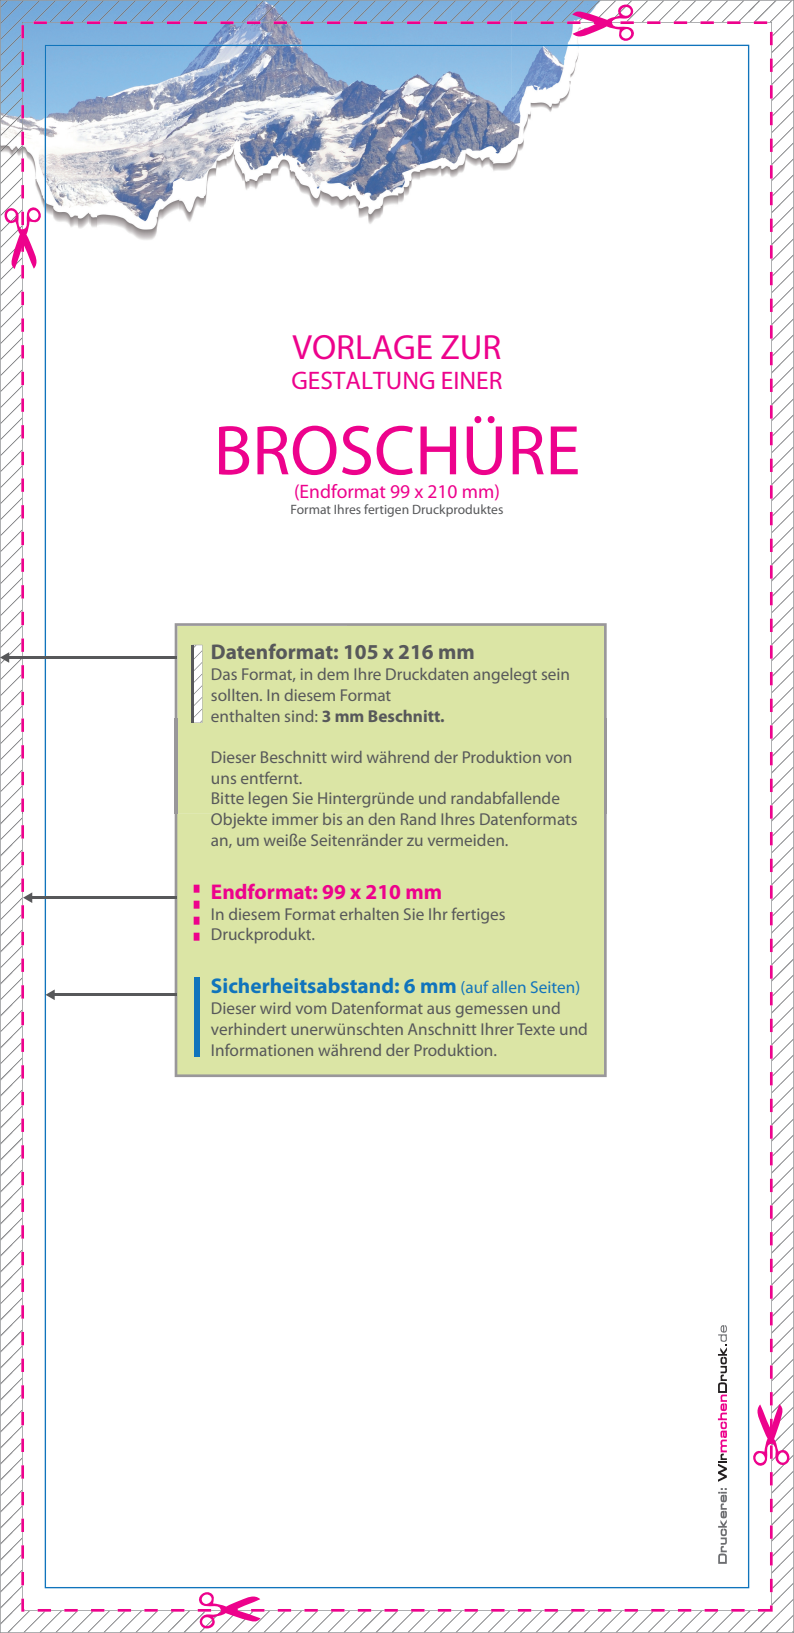 VORLAGE ZUR
GESTALTUNG EINER
BROSCHÜRE
(Endformat 99 x 210 mm)
Format Ihres fertigen Druckproduktes
Datenformat: 105 x 216 mm
Das Format, in dem Ihre Druckdaten angelegt sein
sollten. In diesem Format
enthalten sind: 3 mm Beschnitt.
Dieser Beschnitt wird während der Produktion von
uns entfernt.
Bitte legen Sie Hintergründe und randabfallende
Objekte immer bis an den Rand Ihres Datenformats
an, um weiße Seitenränder zu vermeiden.
Endformat: 99 x 210 mm
In diesem Format erhalten Sie Ihr fertiges
Druckprodukt.
Sicherheitsabstand: 6 mm (auf allen Seiten)
Dieser wird vom Datenformat aus gemessen und
verhindert unerwünschten Anschnitt Ihrer Texte und
Informationen während der Produktion.
Druckerei: WIrmachenDruck.de